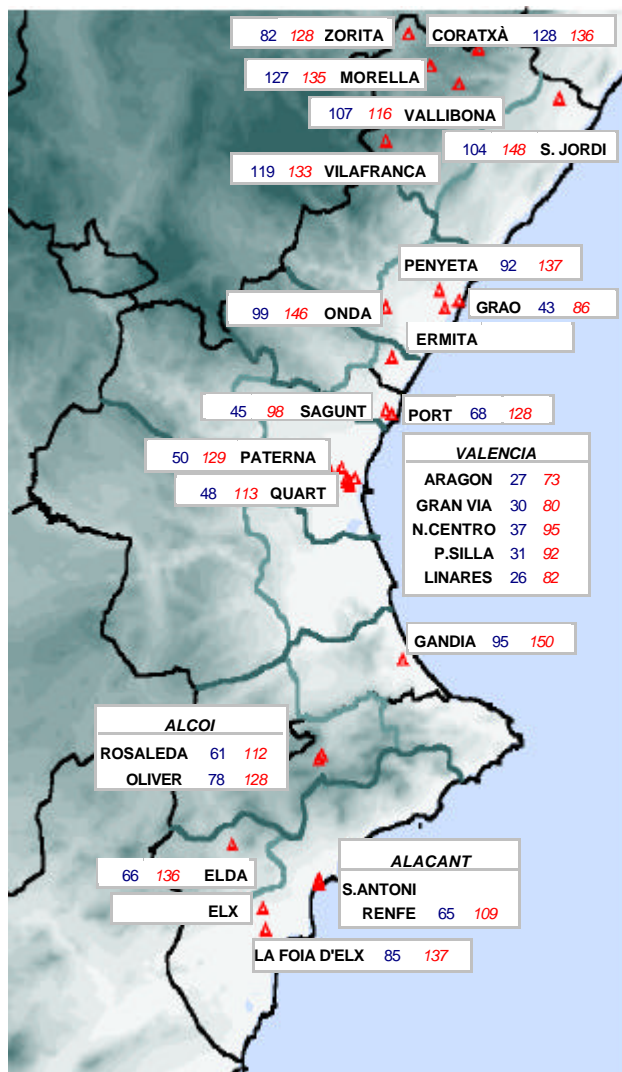 82 128 ZORITA
CORATXÀ 128 136
127 135 MORELLA
107 116 VALLIBONA
104 148 S. JORDI
119 133 VILAFRANCA
PENYETA 92 137
99 146 ONDA
GRAO 43 86
ERMITA
45 98 SAGUNT
PORT 68 128
50 129 PATERNA
48 113 QUART
VALENCIA
ARAGON 27 73
GRAN VIA 30 80
N.CENTRO 37 95
P.SILLA 31 92
LINARES 26 82
GANDIA 95 150
ALCOI
ROSALEDA 61 112
OLIVER 78 128
66 136 ELDA
ELX
ALACANT
S.ANTONI
RENFE 65 109
LA FOIA D'ELX 85 137